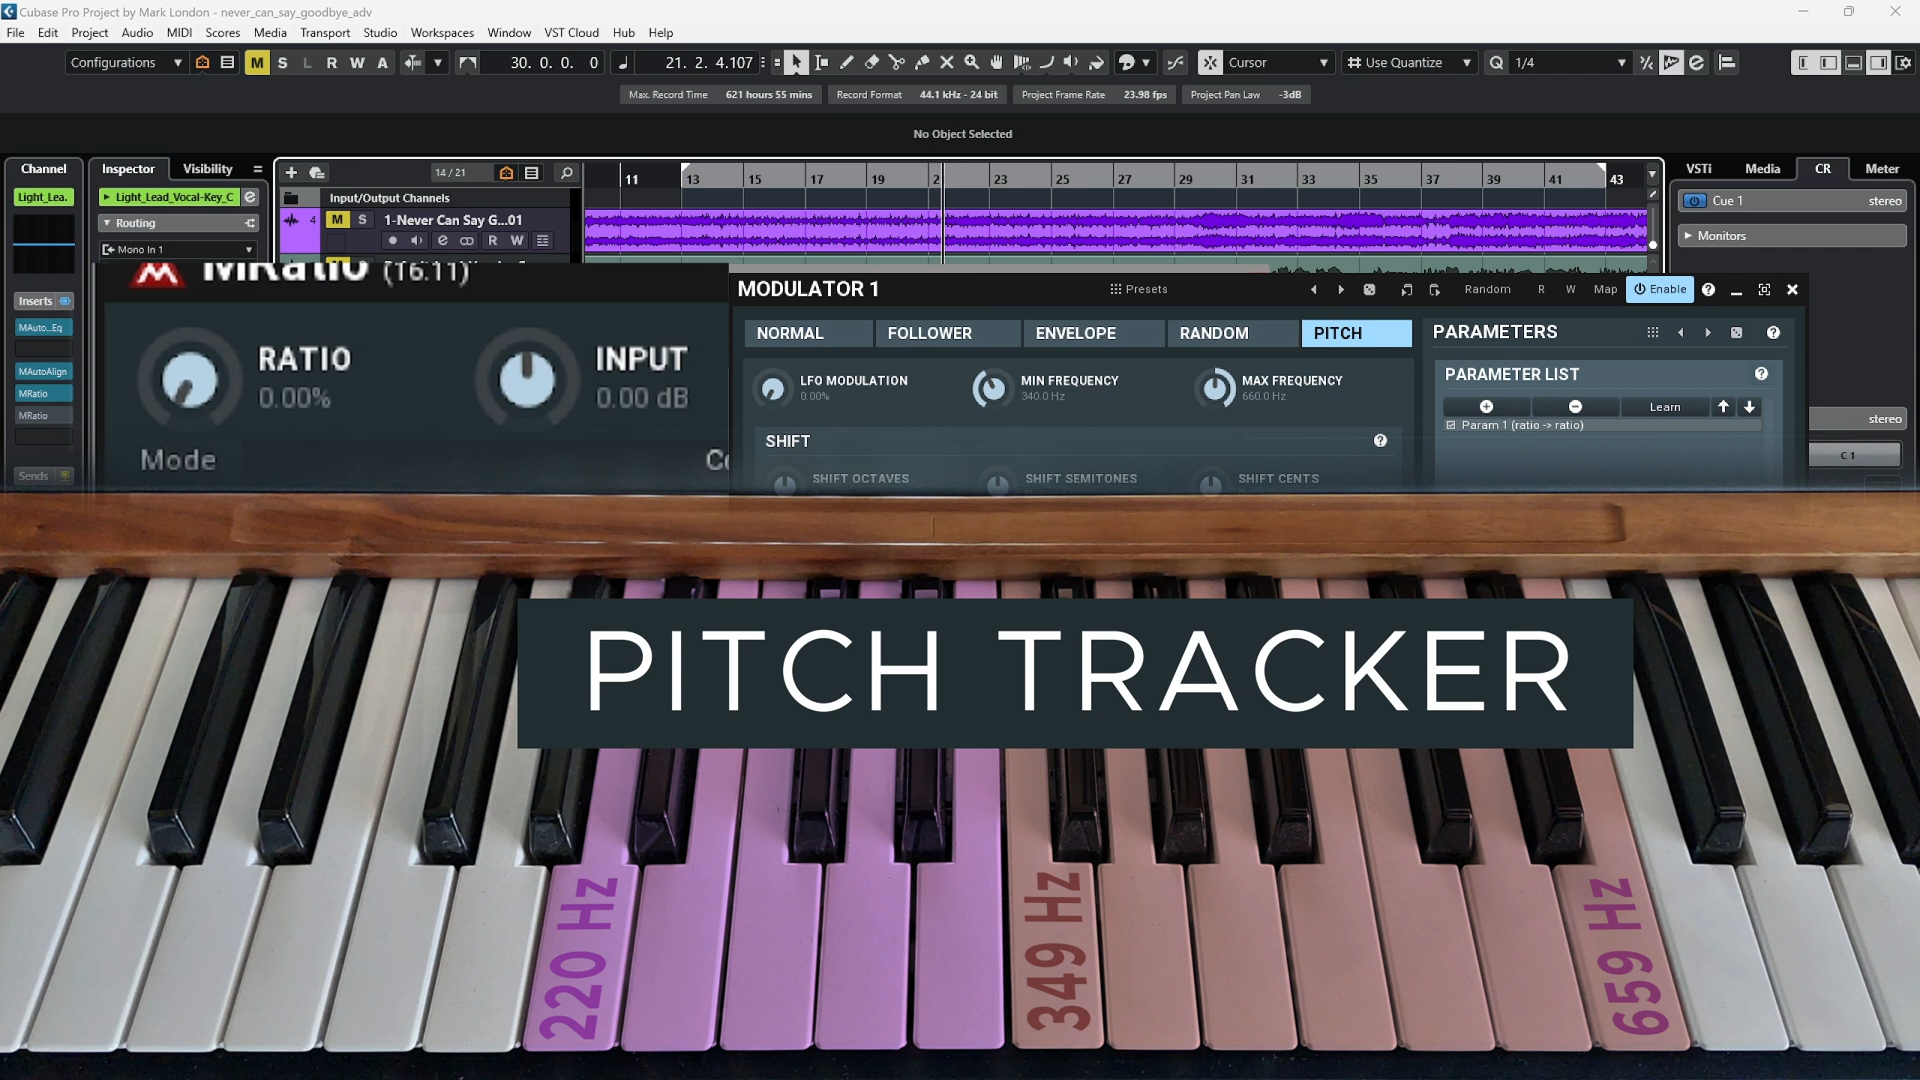 Cubase Pro Project by Mark London - never_can_say_goodbye_adv
File Edit Project Audio MIDI Scores Media Transport Studio Workspaces Window VST Cloud Hub Help
Configurations M S L R W A 30. 0. 0. 0 21. 2. 4.107 Cursor Use Quantize Q 1/4
Max. Record Time 621 hours 55 mins Record Format 44.1 kHz - 24 bit Project Frame Rate 23.98 fps Project Pan Law -3dB
No Object Selected
Channel Inspector Visibility 14 / 21 11 13 15 17 19 2 23 25 27 29 31 33 35 37 39 41 43 VSTi Media CR Meter
Light_Lea. Light_Lead_Vocal-Key_C Input/Output Channels Cue 1 stereo
Routing 4 M S 1-Never Can Say G...01 Monitors
Mono In 1 R W
MRatio (16.11)
MODULATOR 1 Presets Random R W Map Enable
Inserts
MAuto...Eq
MAutoAlign
MRatio
MRatio
Sends
RATIO
0.00%
INPUT
0.00 dB
Mode
NORMAL FOLLOWER ENVELOPE RANDOM PITCH
LFO MODULATION
0.00%
MIN FREQUENCY
340.0 Hz
MAX FREQUENCY
660.0 Hz
SHIFT
SHIFT OCTAVES SHIFT SEMITONES SHIFT CENTS
PARAMETERS
PARAMETER LIST
Learn
Param 1 (ratio -> ratio)
stereo
C 1
PITCH TRACKER
220 Hz
349 Hz
659 Hz